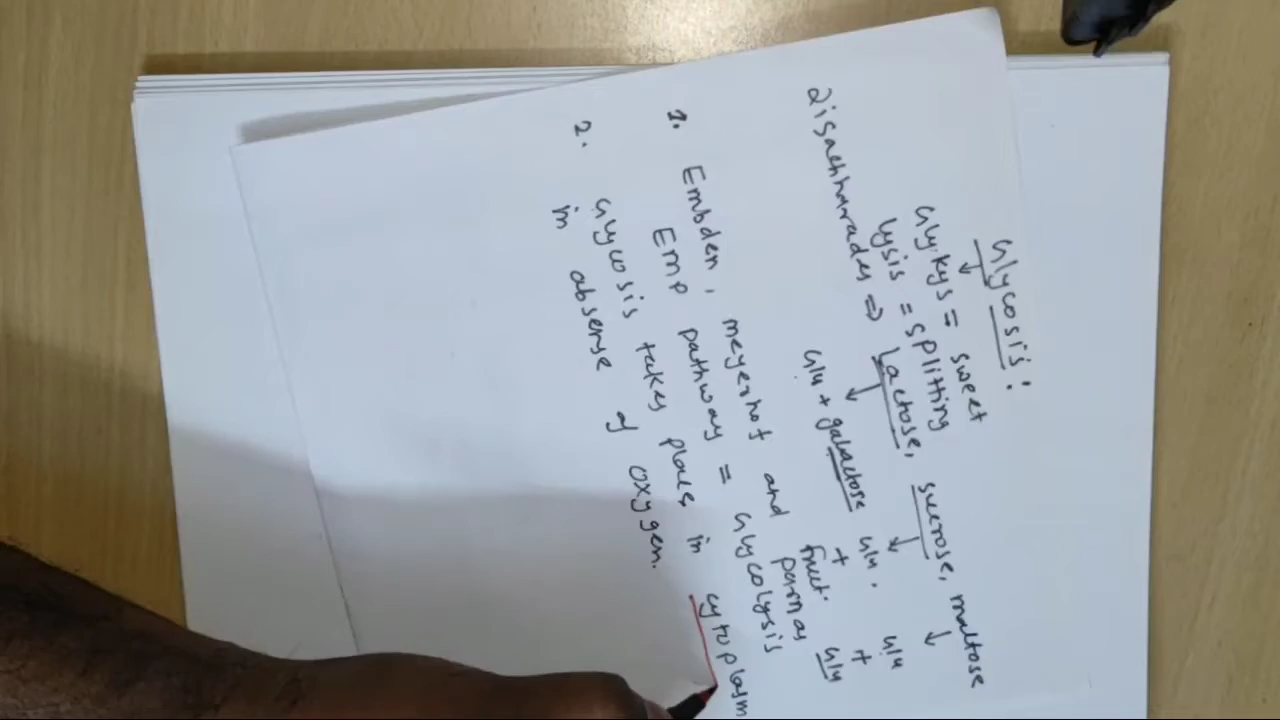 Glycosis:
Glykys = sweet
lysis = splitting
Disachharades ⇒ Lactose, sucrose, maltose
Glu + galactose Glu. + fruct. Glu + Glu
1. Embden, meyerhof and parnas
EMP pathway = Glycolysis
2. Glycosis takes place in cytoplasm
in absense of oxygen.